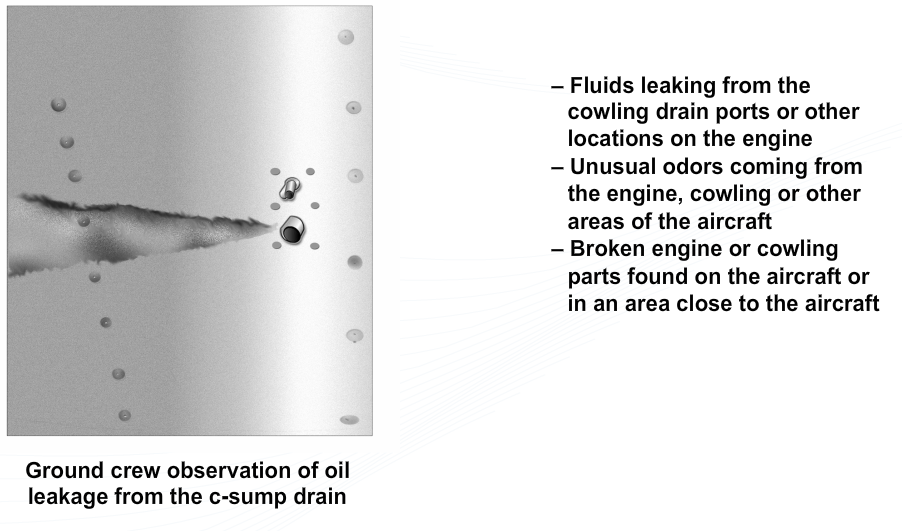 – Fluids leaking from the
cowling drain ports or other
locations on the engine
– Unusual odors coming from
the engine, cowling or other
areas of the aircraft
– Broken engine or cowling
parts found on the aircraft or
in an area close to the aircraft
Ground crew observation of oil
leakage from the c-sump drain